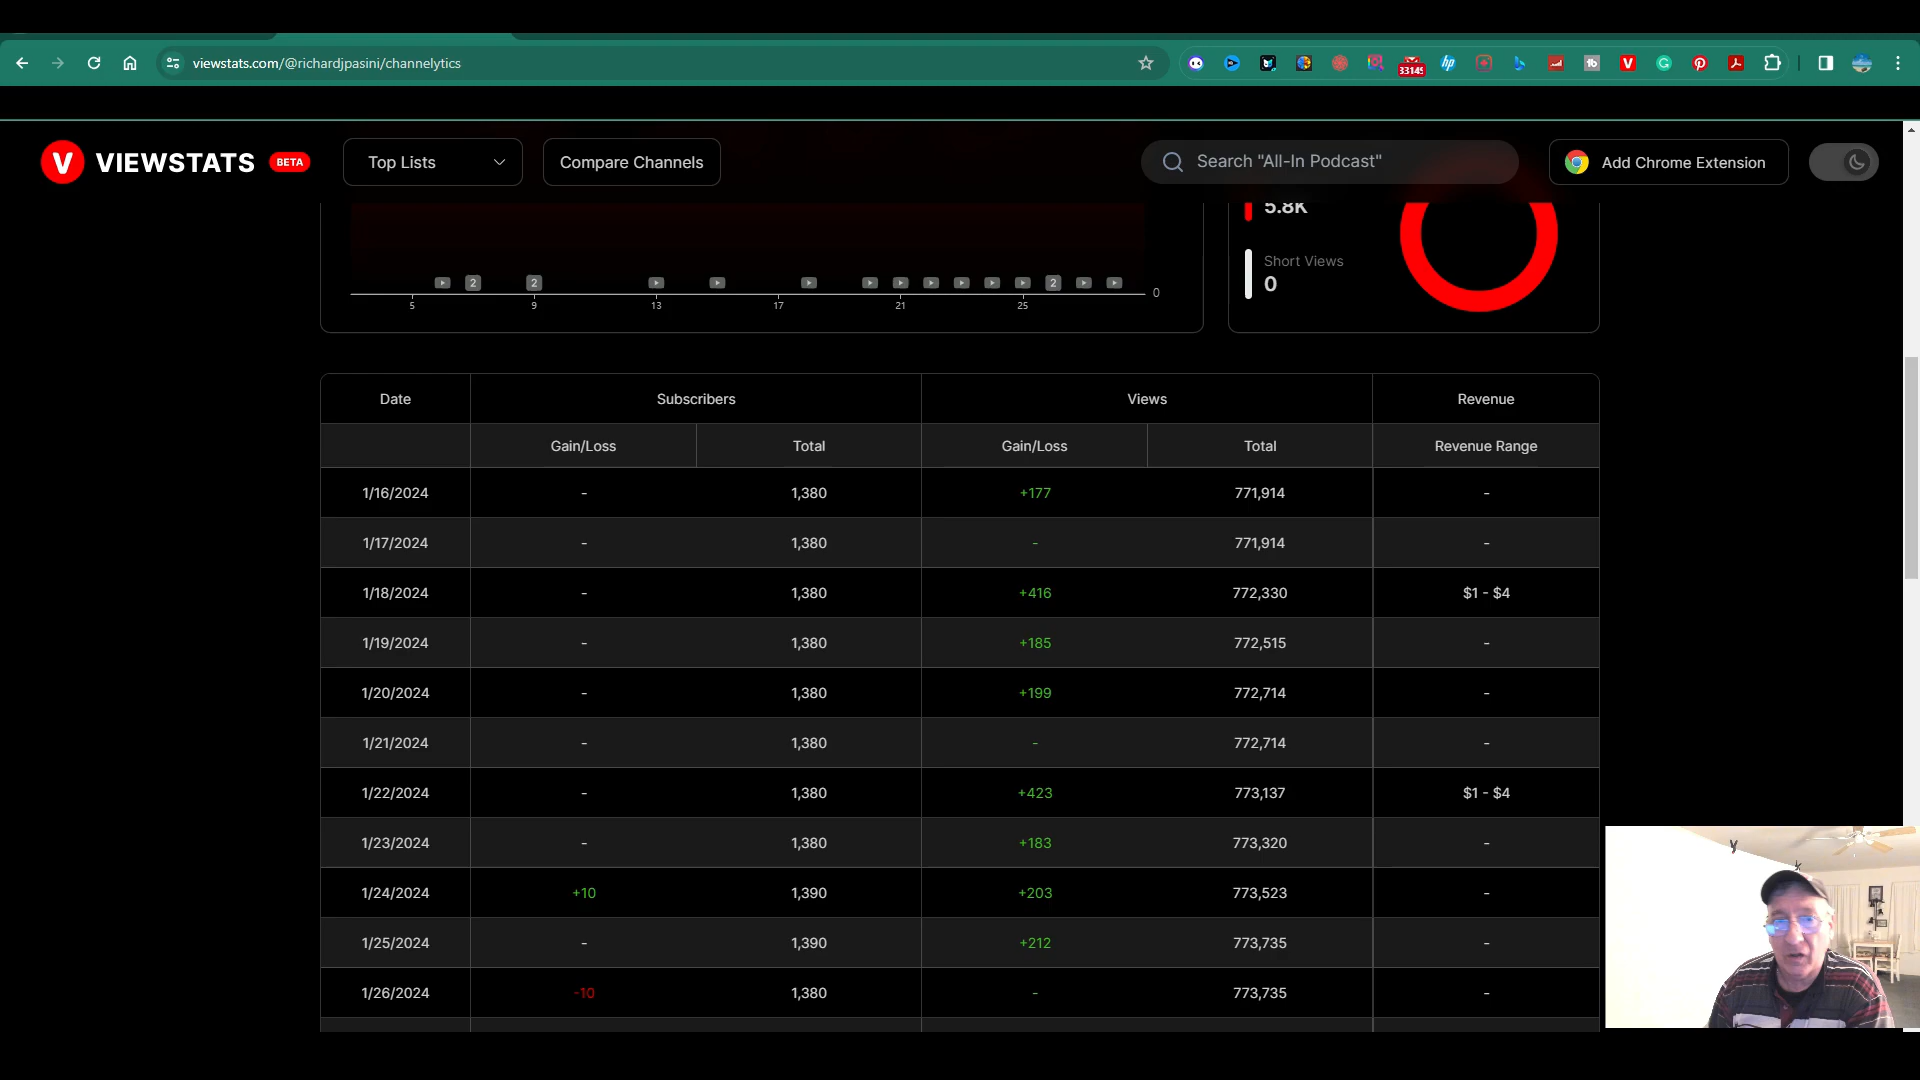 viewstats.com/@richardjpasini/channelytics
33149
V VIEWSTATS BETA
Top Lists
Compare Channels
Search "All-In Podcast"
Add Chrome Extension
5.8K
Short Views
0
2 2 2
0
5 9 13 17 21 25
Date Subscribers Views Revenue
Gain/Loss Total Gain/Loss Total Revenue Range
1/16/2024 - 1,380 +177 771,914 -
1/17/2024 - 1,380 - 771,914 -
1/18/2024 - 1,380 +416 772,330 $1 - $4
1/19/2024 - 1,380 +185 772,515 -
1/20/2024 - 1,380 +199 772,714 -
1/21/2024 - 1,380 - 772,714 -
1/22/2024 - 1,380 +423 773,137 $1 - $4
1/23/2024 - 1,380 +183 773,320 -
1/24/2024 +10 1,390 +203 773,523 -
1/25/2024 - 1,390 +212 773,735 -
1/26/2024 -10 1,380 - 773,735 -